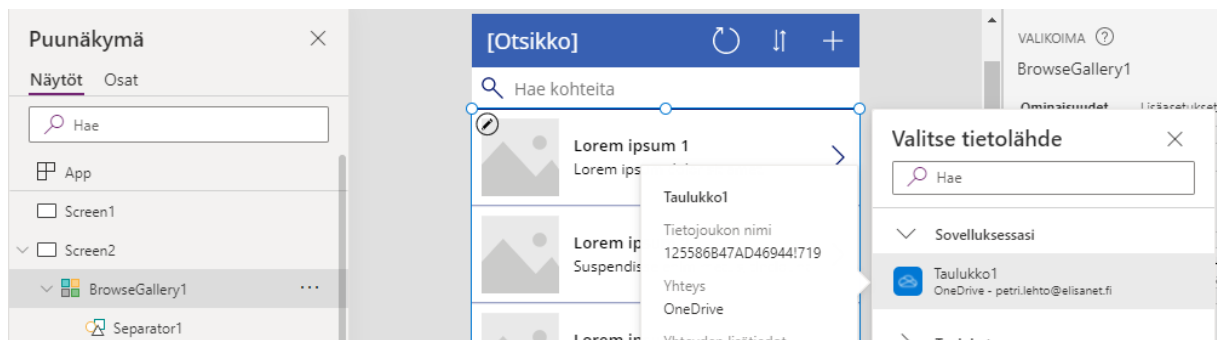 Puunäkymä
Näytöt Osat
Hae
App
Screen1
Screen2
BrowseGallery1
Separator1
[Otsikko]
Hae kohteita
Lorem ipsum 1
Lorem ips
Lorem ip
Suspendis
Taulukko1
Tietojoukon nimi
125586B47AD46944!719
Yhteys
OneDrive
VALIKOIMA
BrowseGallery1
Ominaisuudet Lisäasetukset
Valitse tietolähde
Hae
Sovelluksessasi
Taulukko1
OneDrive - petri.lehto@elisanet.fi